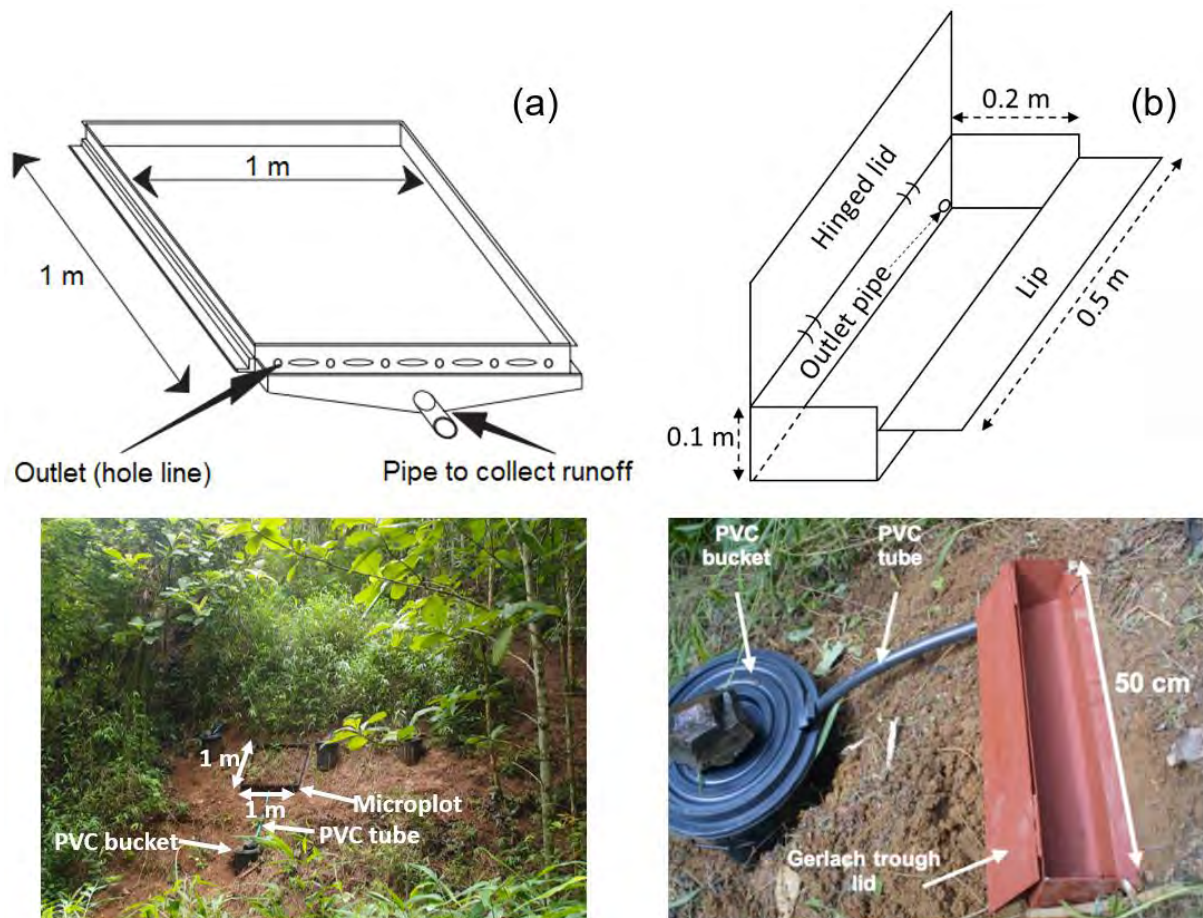 (a)
1 m
1 m
Outlet (hole line)
Pipe to collect runoff
(b)
0.2 m
Hinged lid
Outlet pipe
Lip
0.5 m
0.1 m
1 m
1 m
Microplot
PVC tube
PVC bucket
PVC
bucket
PVC
tube
50 cm
Gerlach trough
lid